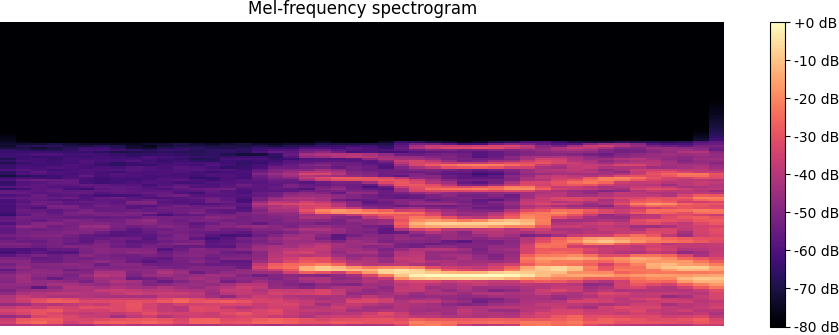 Mel-frequency spectrogram
+0 dB
-10 dB
-20 dB
-30 dB
-40 dB
-50 dB
-60 dB
-70 dB
-80 dB